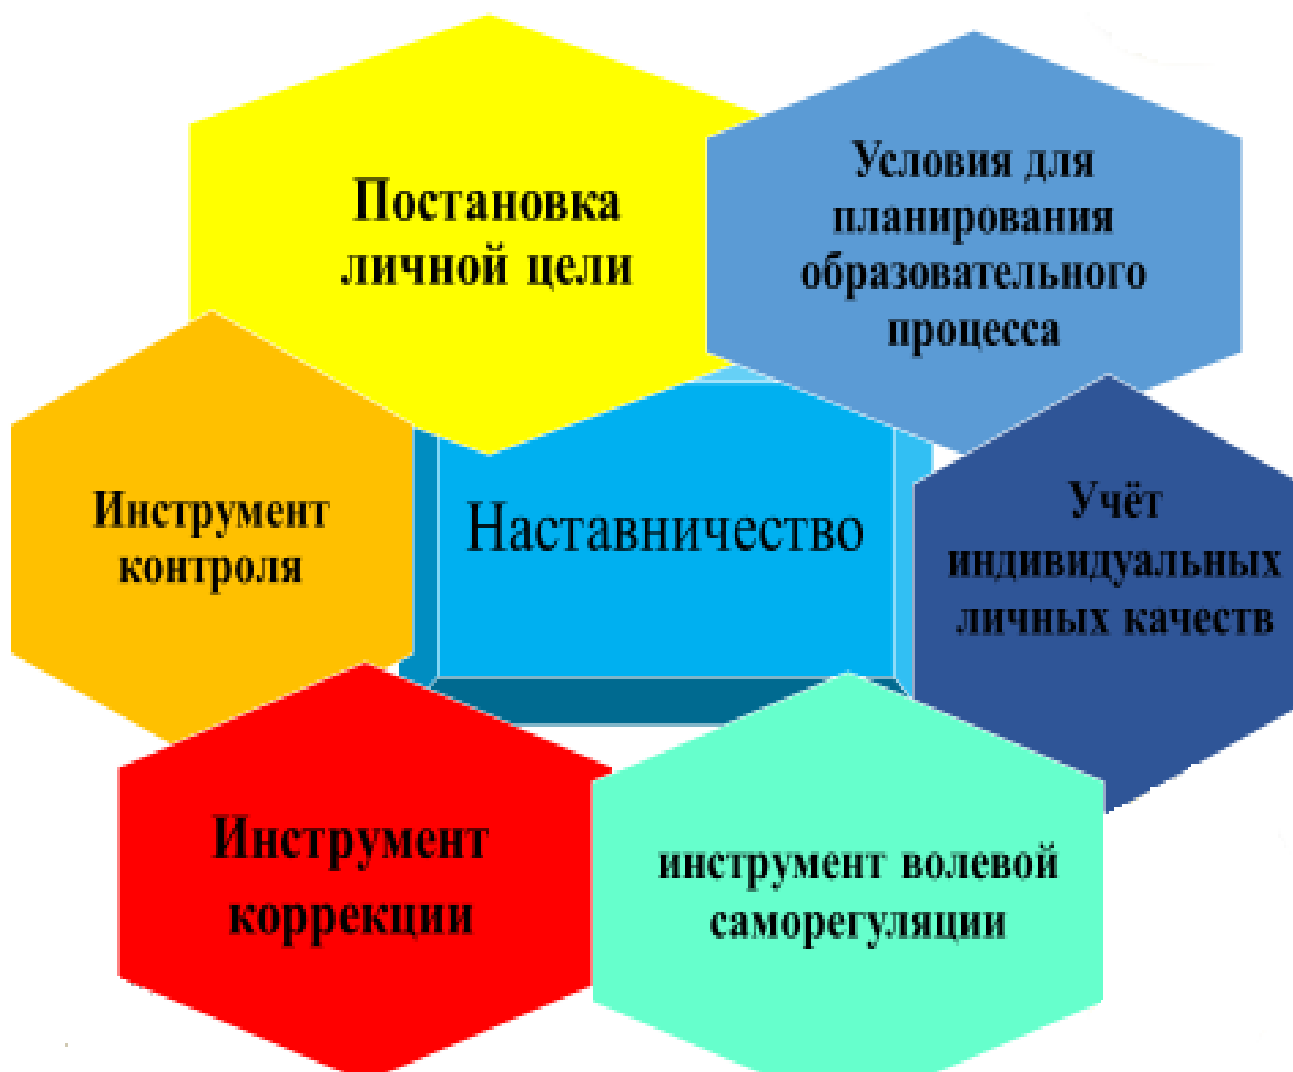 Постановка
личной цели
Условия для
планирования
образовательного
процесса
Инструмент
контроля
Наставничество
Учёт
индивидуальных
личных качеств
Инструмент
коррекции
инструмент волевой
саморегуляции